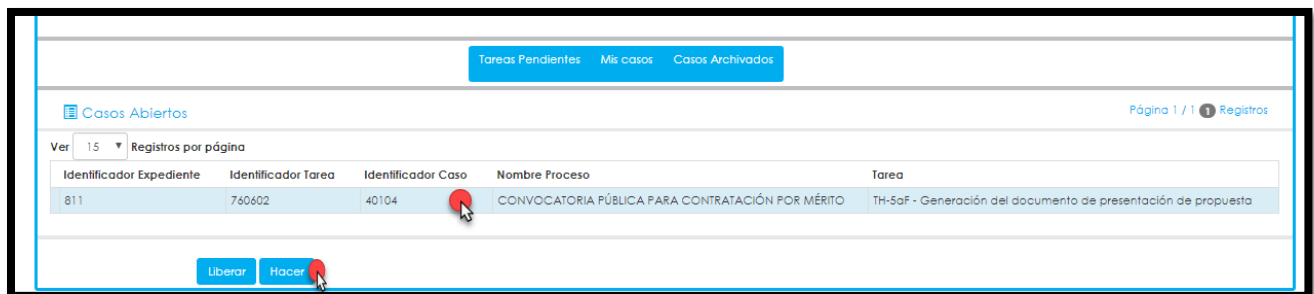 Tareas Pendientes Mis casos Casos Archivados
Casos Abiertos Página 1 / 1 1 Registros
Ver 15 Registros por página
Identificador Expediente Identificador Tarea Identificador Caso Nombre Proceso Tarea
811 760602 40104 CONVOCATORIA PÚBLICA PARA CONTRATACIÓN POR MÉRITO TH-5aF - Generación del documento de presentación de propuesta
Liberar Hacer